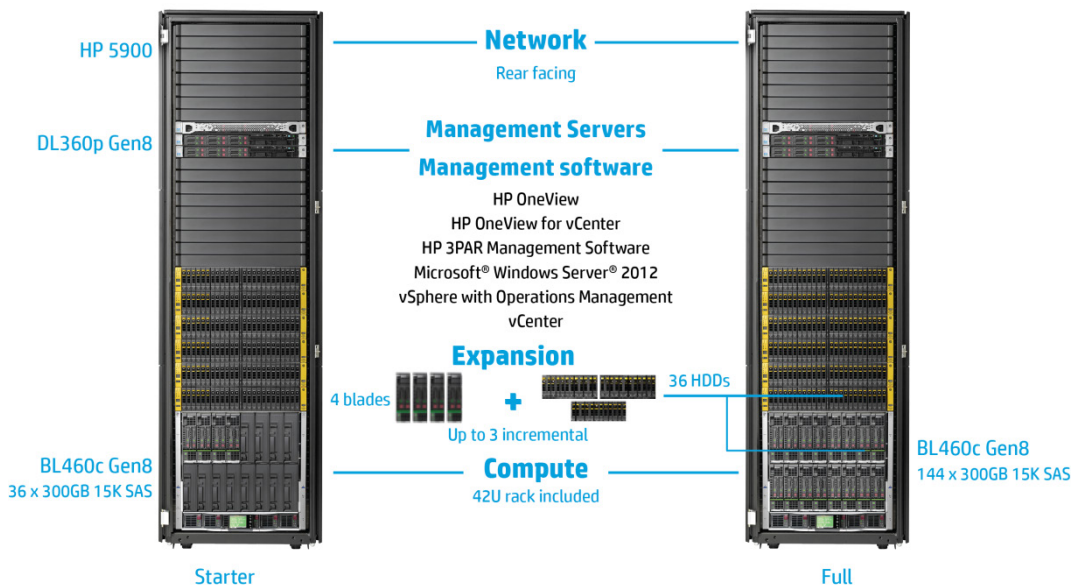 HP 5900
Network
Rear facing
DL360p Gen8
Management Servers
Management software
HP OneView
HP OneView for vCenter
HP 3PAR Management Software
Microsoft® Windows Server® 2012
vSphere with Operations Management
vCenter
Expansion
4 blades
+
36 HDDs
Up to 3 incremental
BL460c Gen8
36 x 300GB 15K SAS
Compute
42U rack included
BL460c Gen8
144 x 300GB 15K SAS
Starter
Full